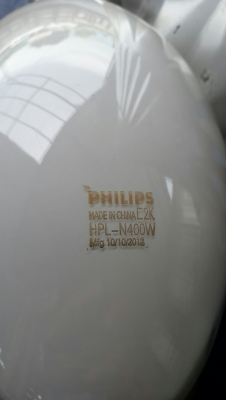 PHILIPS
MADE IN CHINA E2K
HPL-N400W
Mfg 10/10/2013